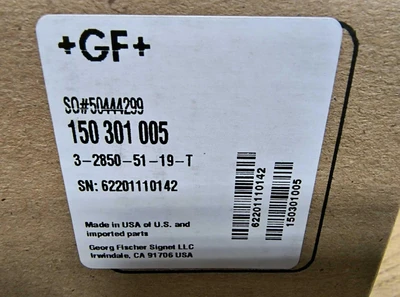 +GF+
SO#50444299
150 301 005
3-2850-51-19-T
SN: 62201110142
62201110142
150301005
Made in USA of U.S. and
imported parts
Georg Fischer Signet LLC
Irwindale, CA 91706 USA